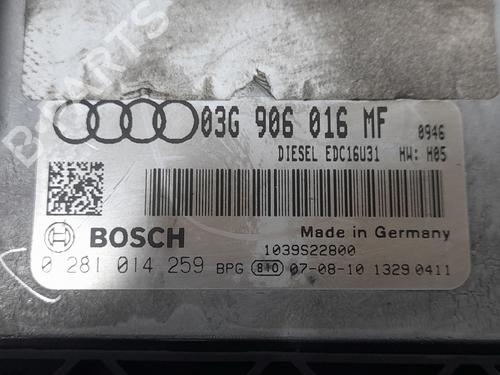 03G 906 016 MF 0946
DIESEL EDC16U31 HW: H05
BOSCH
Made in Germany
1039S22800
0 281 014 259 BPG 810 07-08-10 1329 0411